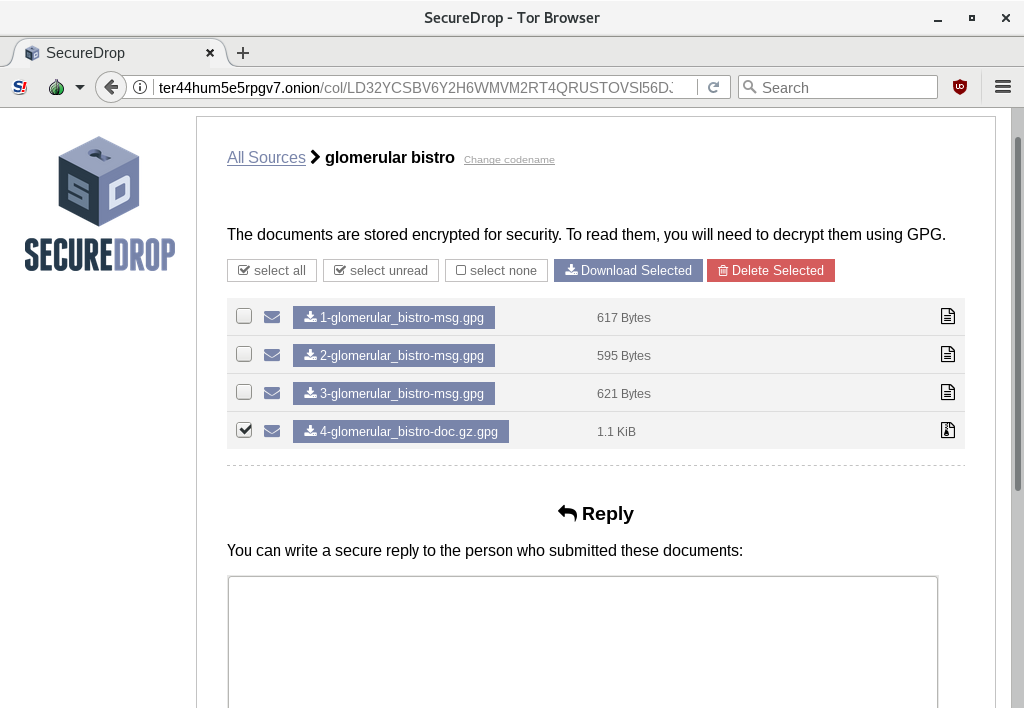 SecureDrop - Tor Browser
SecureDrop
ter44hum5e5rpgv7.onion/col/LD32YCSBV6Y2H6WMVM2RT4QRUSTOVSI56DJ
Search
SECUREDROP
All Sources glomerular bistro Change codename
The documents are stored encrypted for security. To read them, you will need to decrypt them using GPG.
select all select unread select none Download Selected Delete Selected
1-glomerular_bistro-msg.gpg 617 Bytes
2-glomerular_bistro-msg.gpg 595 Bytes
3-glomerular_bistro-msg.gpg 621 Bytes
4-glomerular_bistro-doc.gz.gpg 1.1 KiB
Reply
You can write a secure reply to the person who submitted these documents: